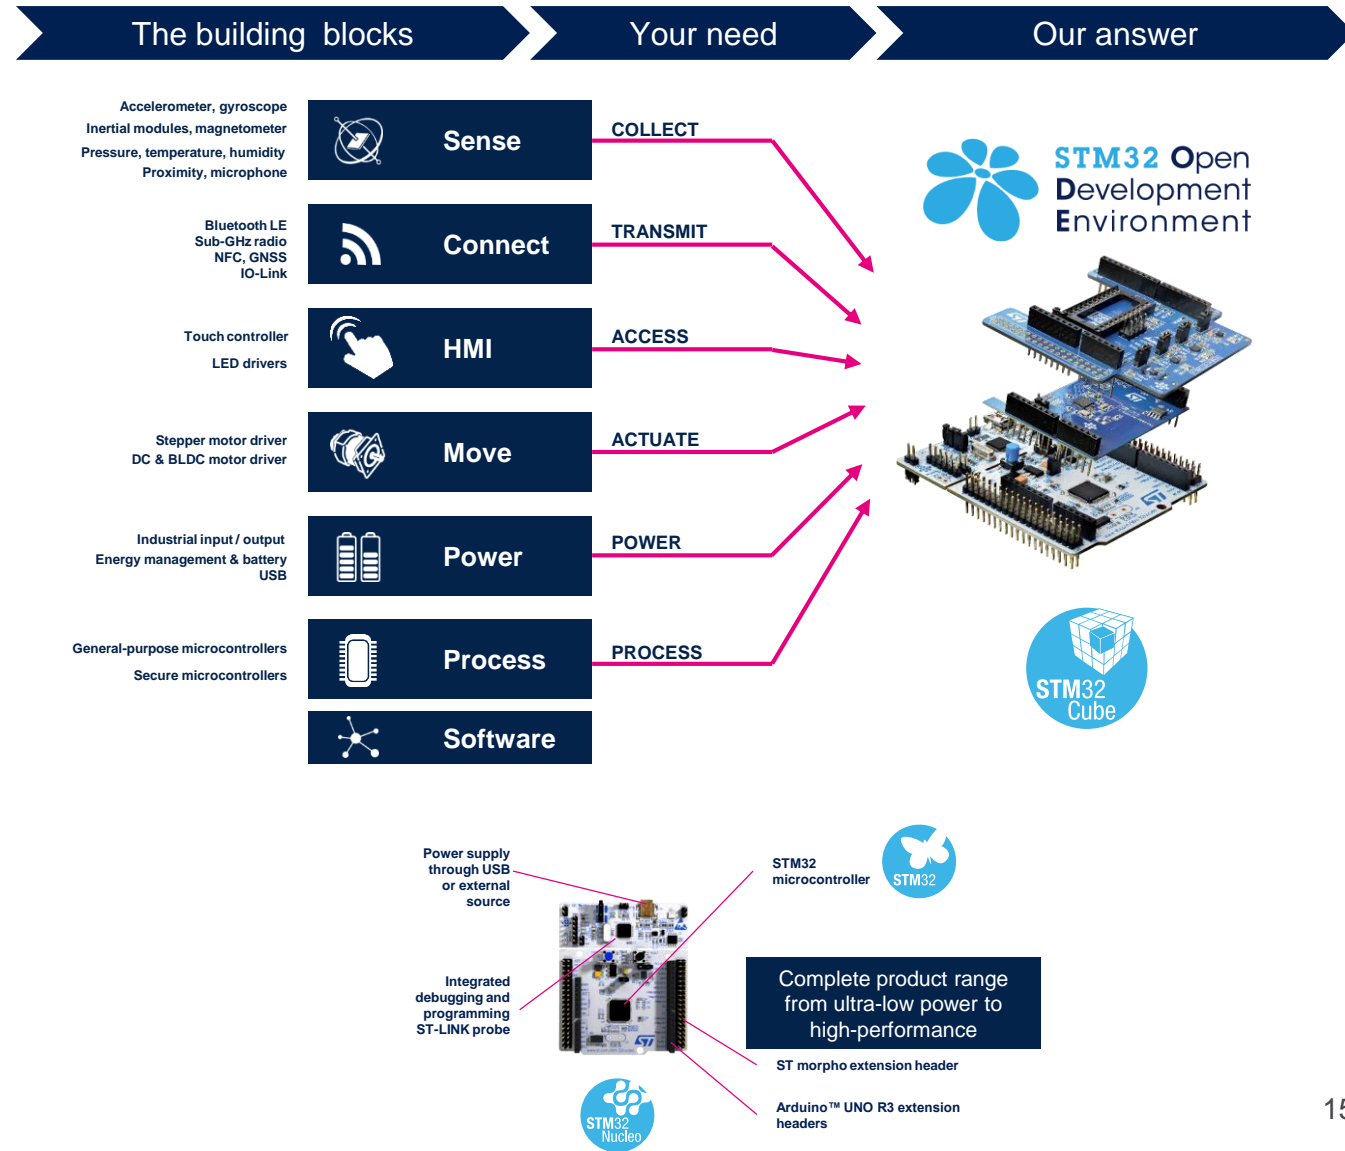 The building blocks
Your need
Our answer
Accelerometer, gyroscope
Inertial modules, magnetometer
Pressure, temperature, humidity
Proximity, microphone
Sense
COLLECT
STM32 Open
Development
Environment
Bluetooth LE
Sub-GHz radio
NFC, GNSS
IO-Link
Connect
TRANSMIT
Touch controller
LED drivers
HMI
ACCESS
Stepper motor driver
DC & BLDC motor driver
Move
ACTUATE
Industrial input / output
Energy management & battery
USB
Power
POWER
General-purpose microcontrollers
Secure microcontrollers
Process
PROCESS
STM32
Cube
Software
Power supply
through USB
or external
source
STM32
microcontroller
STM32
Integrated
debugging and
programming
ST-LINK probe
Complete product range
from ultra-low power to
high-performance
ST morpho extension header
Arduino™ UNO R3 extension
headers
STM32
Nucleo
15